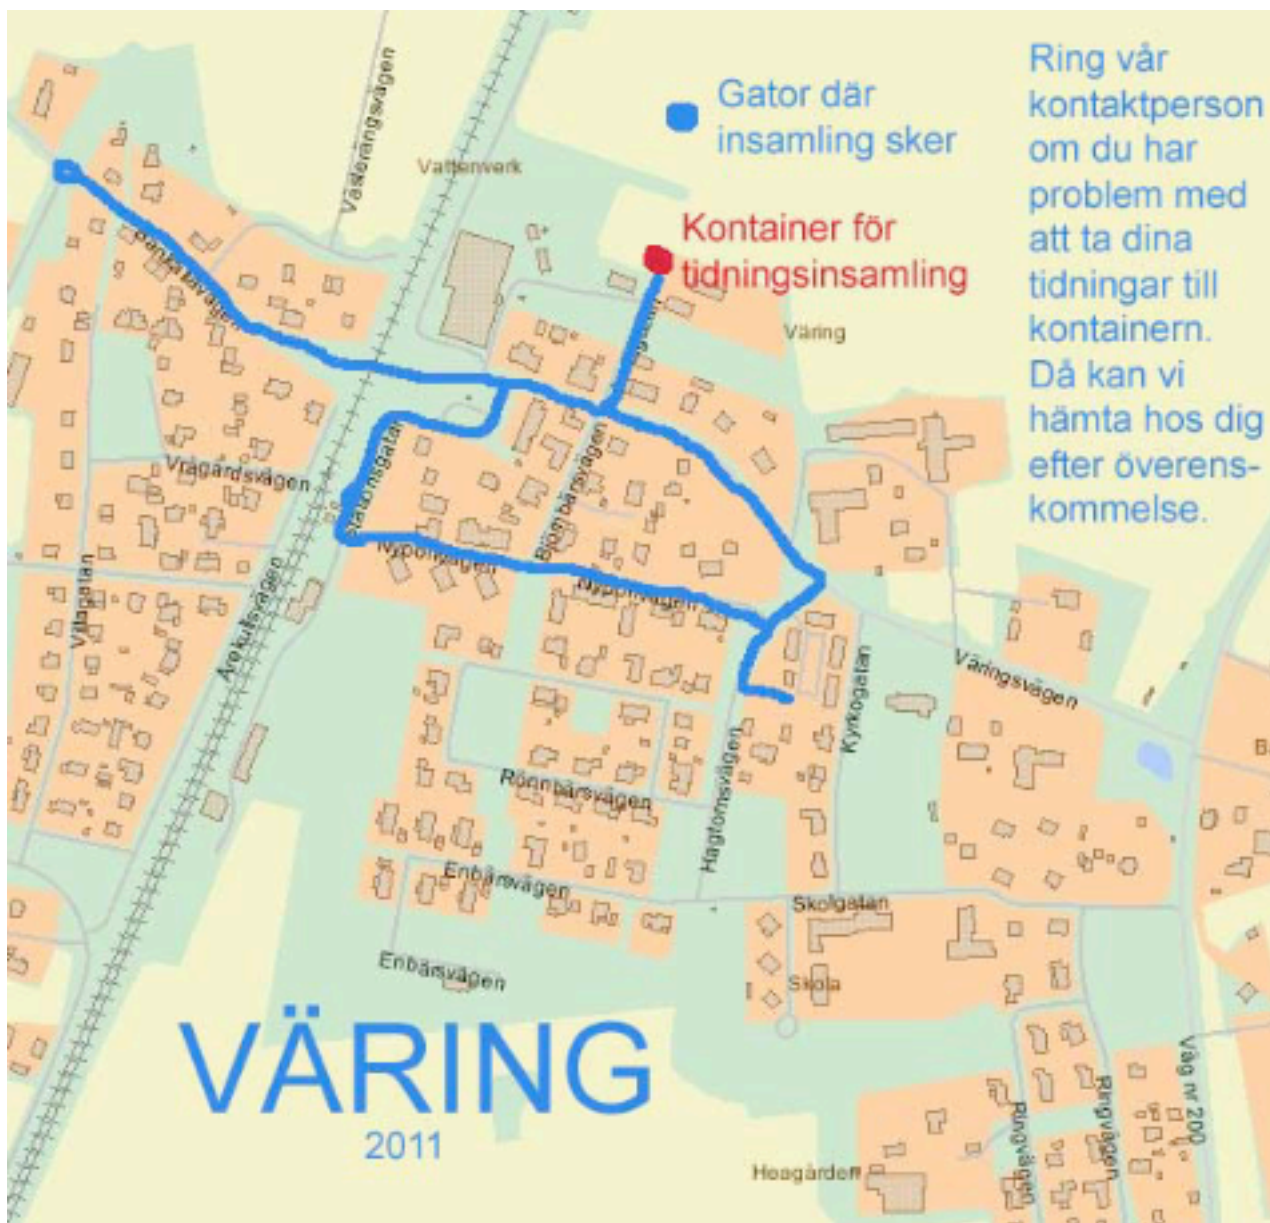 Ring vår
kontaktperson
om du har
problem med
att ta dina
tidningar till
kontainern.
Då kan vi
hämta hos dig
efter överens-
kommelse.
Gator där
insamling sker
Kontainer för
tidningsinsamling
Västerängsvägen
Vattenverk
Väring
Stationsgatan
Vrågårdsvägen
Björnbärsvägen
Nyponvägen
Nyponvägen
Villagatan
Väringsvägen
Kyrkogatan
Rönnbärsvägen
Hagtornsvägen
Enbärsvägen
Skolgatan
Enbärsvägen
Skola
VÄRING
2011
Väg nr 200
Ringvägen
Ringvägen
Heagården